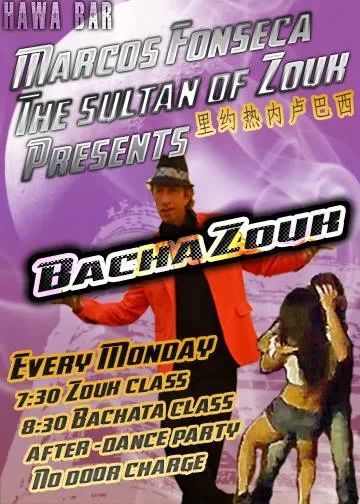 HAWA BAR
MARCOS FONSECA
THE SULTAN OF ZOUK
PRESENTS
里约热内卢巴西
BACHAZOUK
EVERY MONDAY
7:30 ZOUK CLASS
8:30 BACHATA CLASS
AFTER-DANCE PARTY
NO DOOR CHARGE